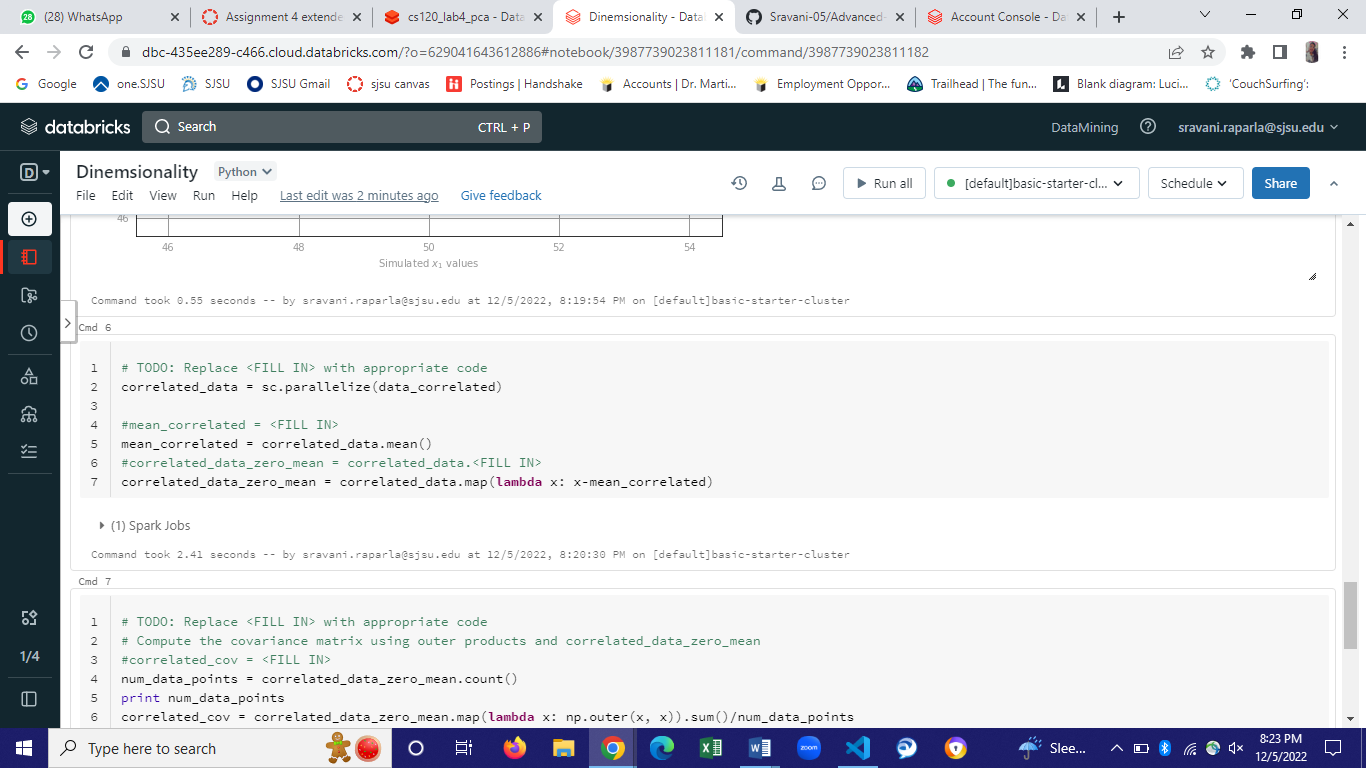 (28) WhatsApp
Assignment 4 extende
cs120_lab4_pca - Data
Dinemsionality - Data
Sravani-05/Advanced-
Account Console - Da
dbc-435ee289-c466.cloud.databricks.com/?o=629041643612886#notebook/3987739023811181/command/3987739023811182
Google
one.SJSU
SJSU
SJSU Gmail
sjsu canvas
Postings | Handshake
Accounts | Dr. Marti...
Employment Oppor...
Trailhead | The fun...
Blank diagram: Luci...
'CouchSurfing':
databricks
Search
CTRL + P
DataMining
sravani.raparla@sjsu.edu
D
Dinemsionality
Python
File Edit View Run Help Last edit was 2 minutes ago Give feedback
Run all
[default]basic-starter-cl...
Schedule
Share
46
46 48 50 52 54
Simulated x₁ values
Command took 0.55 seconds -- by sravani.raparla@sjsu.edu at 12/5/2022, 8:19:54 PM on [default]basic-starter-cluster
Cmd 6
1 # TODO: Replace <FILL IN> with appropriate code
2 correlated_data = sc.parallelize(data_correlated)
3
4 #mean_correlated = <FILL IN>
5 mean_correlated = correlated_data.mean()
6 #correlated_data_zero_mean = correlated_data.<FILL IN>
7 correlated_data_zero_mean = correlated_data.map(lambda x: x-mean_correlated)
(1) Spark Jobs
Command took 2.41 seconds -- by sravani.raparla@sjsu.edu at 12/5/2022, 8:20:30 PM on [default]basic-starter-cluster
Cmd 7
1 # TODO: Replace <FILL IN> with appropriate code
2 # Compute the covariance matrix using outer products and correlated_data_zero_mean
3 #correlated_cov = <FILL IN>
4 num_data_points = correlated_data_zero_mean.count()
5 print num_data_points
6 correlated_cov = correlated_data_zero_mean.map(lambda x: np.outer(x, x)).sum()/num_data_points
1/4
Type here to search
zoom
Slee...
8:23 PM
12/5/2022